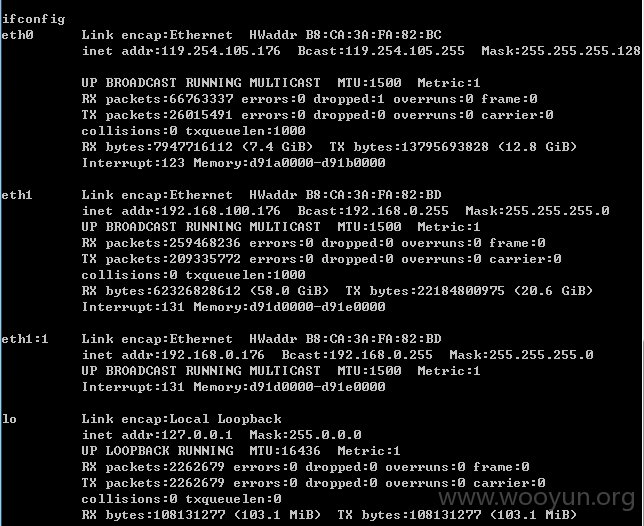 ifconfig
eth0 Link encap:Ethernet HWaddr B8:CA:3A:FA:82:BC
inet addr:119.254.105.176 Bcast:119.254.105.255 Mask:255.255.255.128
UP BROADCAST RUNNING MULTICAST MTU:1500 Metric:1
RX packets:66763337 errors:0 dropped:1 overruns:0 frame:0
TX packets:26015491 errors:0 dropped:0 overruns:0 carrier:0
collisions:0 txqueuelen:1000
RX bytes:7947716112 (7.4 GiB) TX bytes:13795693828 (12.8 GiB)
Interrupt:123 Memory:d91a0000-d91b0000
eth1 Link encap:Ethernet HWaddr B8:CA:3A:FA:82:BD
inet addr:192.168.100.176 Bcast:192.168.0.255 Mask:255.255.255.0
UP BROADCAST RUNNING MULTICAST MTU:1500 Metric:1
RX packets:259468236 errors:0 dropped:0 overruns:0 frame:0
TX packets:209335772 errors:0 dropped:0 overruns:0 carrier:0
collisions:0 txqueuelen:1000
RX bytes:62326828612 (58.0 GiB) TX bytes:22184800975 (20.6 GiB)
Interrupt:131 Memory:d91d0000-d91e0000
eth1:1 Link encap:Ethernet HWaddr B8:CA:3A:FA:82:BD
inet addr:192.168.0.176 Bcast:192.168.0.255 Mask:255.255.255.0
UP BROADCAST RUNNING MULTICAST MTU:1500 Metric:1
Interrupt:131 Memory:d91d0000-d91e0000
lo Link encap:Local Loopback
inet addr:127.0.0.1 Mask:255.0.0.0
UP LOOPBACK RUNNING MTU:16436 Metric:1
RX packets:2262679 errors:0 dropped:0 overruns:0 frame:0
TX packets:2262679 errors:0 dropped:0 overruns:0 carrier:0
collisions:0 txqueuelen:0
RX bytes:108131277 (103.1 MiB) TX bytes:108131277 (103.1 MiB)
www.wooyun.org